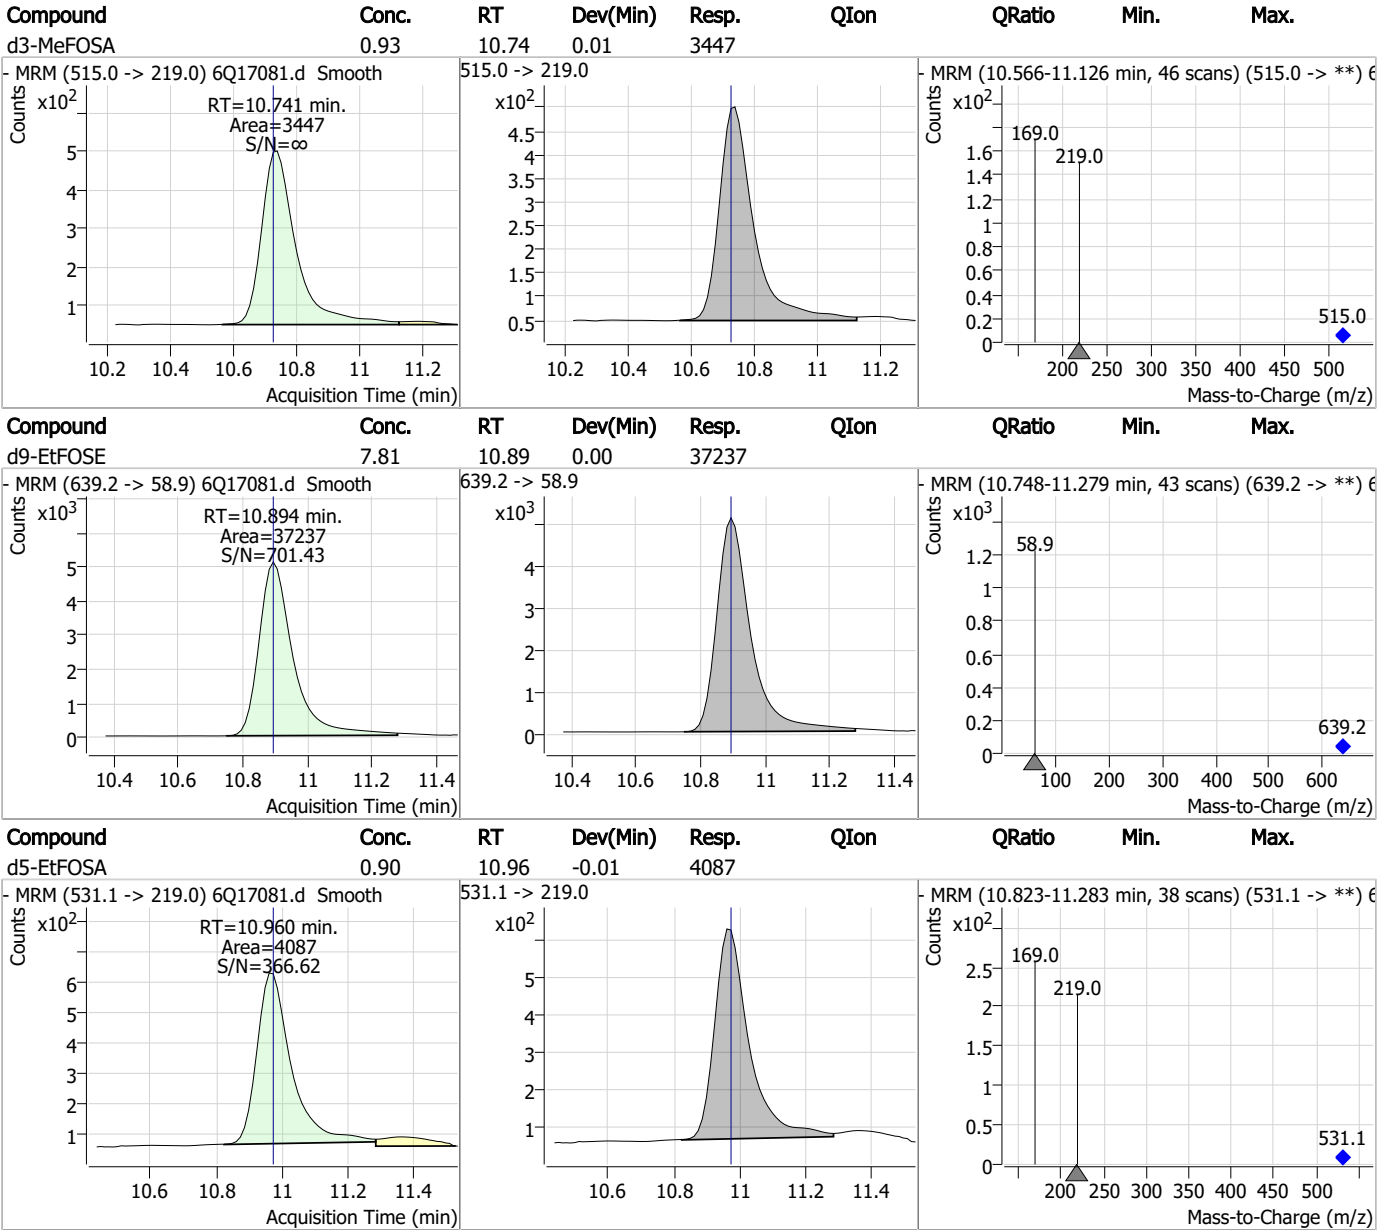 Compound Conc. RT Dev(Min) Resp. QIon QRatio Min. Max.
d3-MeFOSA 0.93 10.74 0.01 3447
- MRM (515.0 -> 219.0) 6Q17081.d Smooth
Counts
x10²
RT=10.741 min.
Area=3447
S/N=∞
5
4
3
2
1
10.2 10.4 10.6 10.8 11 11.2
Acquisition Time (min)
515.0 -> 219.0
x10²
4.5
4
3.5
3
2.5
2
1.5
1
0.5
10.2 10.4 10.6 10.8 11 11.2
- MRM (10.566-11.126 min, 46 scans) (515.0 -> **) 6
Counts
x10²
169.0
219.0
515.0
1.6
1.4
1.2
1
0.8
0.6
0.4
0.2
0
200 250 300 350 400 450 500
Mass-to-Charge (m/z)
Compound Conc. RT Dev(Min) Resp. QIon QRatio Min. Max.
d9-EtFOSE 7.81 10.89 0.00 37237
- MRM (639.2 -> 58.9) 6Q17081.d Smooth
Counts
x10³
RT=10.894 min.
Area=37237
S/N=701.43
5
4
3
2
1
0
10.4 10.6 10.8 11 11.2 11.4
Acquisition Time (min)
639.2 -> 58.9
x10³
4
3
2
1
0
10.4 10.6 10.8 11 11.2 11.4
- MRM (10.748-11.279 min, 43 scans) (639.2 -> **) 6
Counts
x10³
58.9
639.2
1.2
1
0.8
0.6
0.4
0.2
0
100 200 300 400 500 600
Mass-to-Charge (m/z)
Compound Conc. RT Dev(Min) Resp. QIon QRatio Min. Max.
d5-EtFOSA 0.90 10.96 -0.01 4087
- MRM (531.1 -> 219.0) 6Q17081.d Smooth
Counts
x10²
RT=10.960 min.
Area=4087
S/N=366.62
6
5
4
3
2
1
10.6 10.8 11 11.2 11.4
Acquisition Time (min)
531.1 -> 219.0
x10²
5
4
3
2
1
10.6 10.8 11 11.2 11.4
- MRM (10.823-11.283 min, 38 scans) (531.1 -> **) 6
Counts
x10²
169.0
219.0
531.1
2.5
2
1.5
1
0.5
0
200 250 300 350 400 450 500
Mass-to-Charge (m/z)